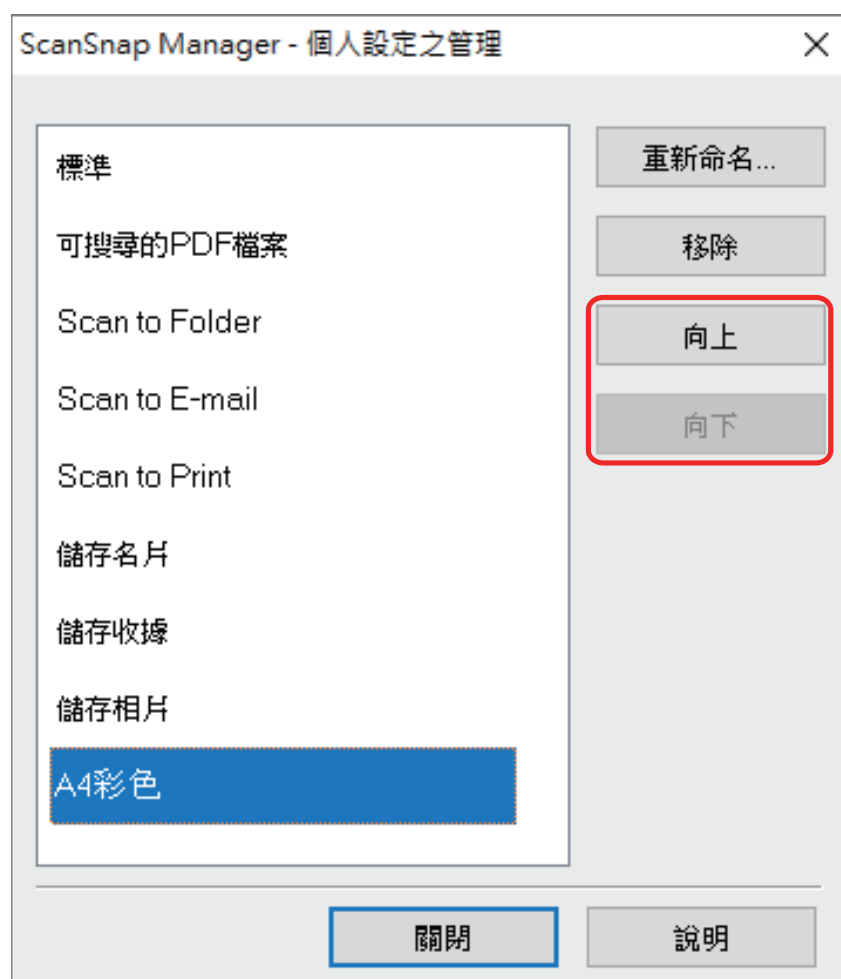 ScanSnap Manager - 個人設定之管理
標準
可搜尋的PDF檔案
Scan to Folder
Scan to E-mail
Scan to Print
儲存名片
儲存收據
儲存相片
A4彩色
重新命名...
移除
向上
向下
關閉
說明